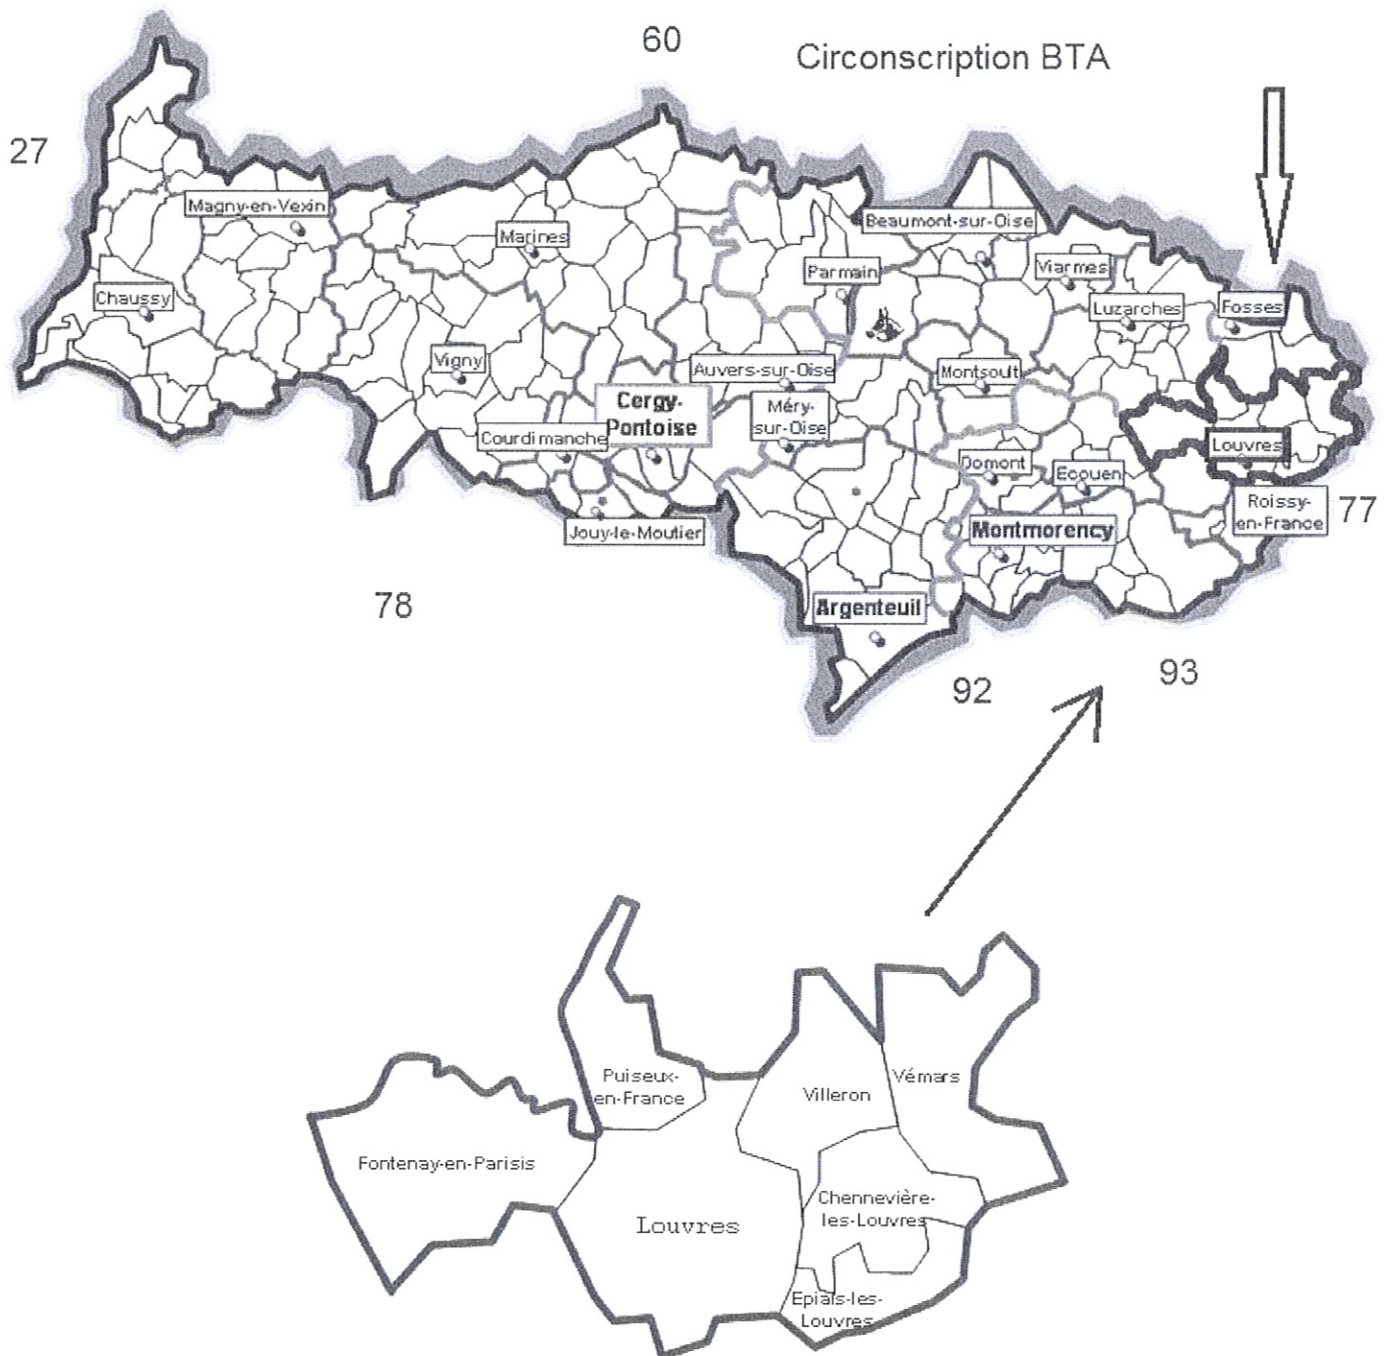 60
Circonscription BTA
27
Magny-en-Vexin
Beaumont-sur-Oise
Marines
Parmain
Viarmes
Chaussy
Luzarches
Fosses
Vigny
Auvers-sur-Oise
Montsoult
Cergy-
Pontoise
Méry-
sur-Oise
Courdimanche
Louvres
Domont
Ecouen
Roissy-
en-France
77
Jouy-le-Moutier
Montmorency
78
Argenteuil
93
92
Puiseux-
en-France
Villeron
Vémars
Fontenay-en-Parisis
Chennevière-
les-Louvres
Louvres
Epiais-les-
Louvres